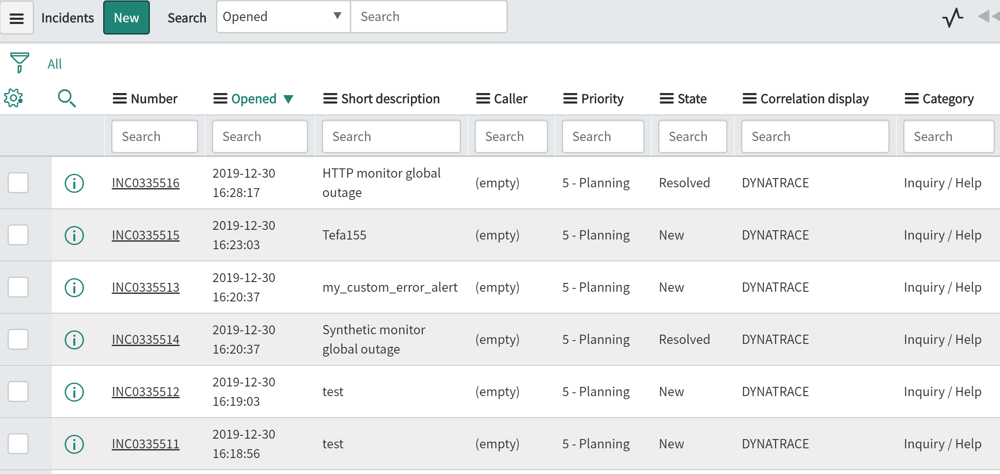 Incidents New Search Opened Search
All
Number Opened Short description Caller Priority State Correlation display Category
Search Search Search Search Search Search Search Search
INC0335516 2019-12-30 16:28:17 HTTP monitor global outage (empty) 5 - Planning Resolved DYNATRACE Inquiry / Help
INC0335515 2019-12-30 16:23:03 Tefa155 (empty) 5 - Planning New DYNATRACE Inquiry / Help
INC0335513 2019-12-30 16:20:37 my_custom_error_alert (empty) 5 - Planning New DYNATRACE Inquiry / Help
INC0335514 2019-12-30 16:20:37 Synthetic monitor global outage (empty) 5 - Planning Resolved DYNATRACE Inquiry / Help
INC0335512 2019-12-30 16:19:03 test (empty) 5 - Planning New DYNATRACE Inquiry / Help
INC0335511 2019-12-30 16:18:56 test (empty) 5 - Planning New DYNATRACE Inquiry / Help